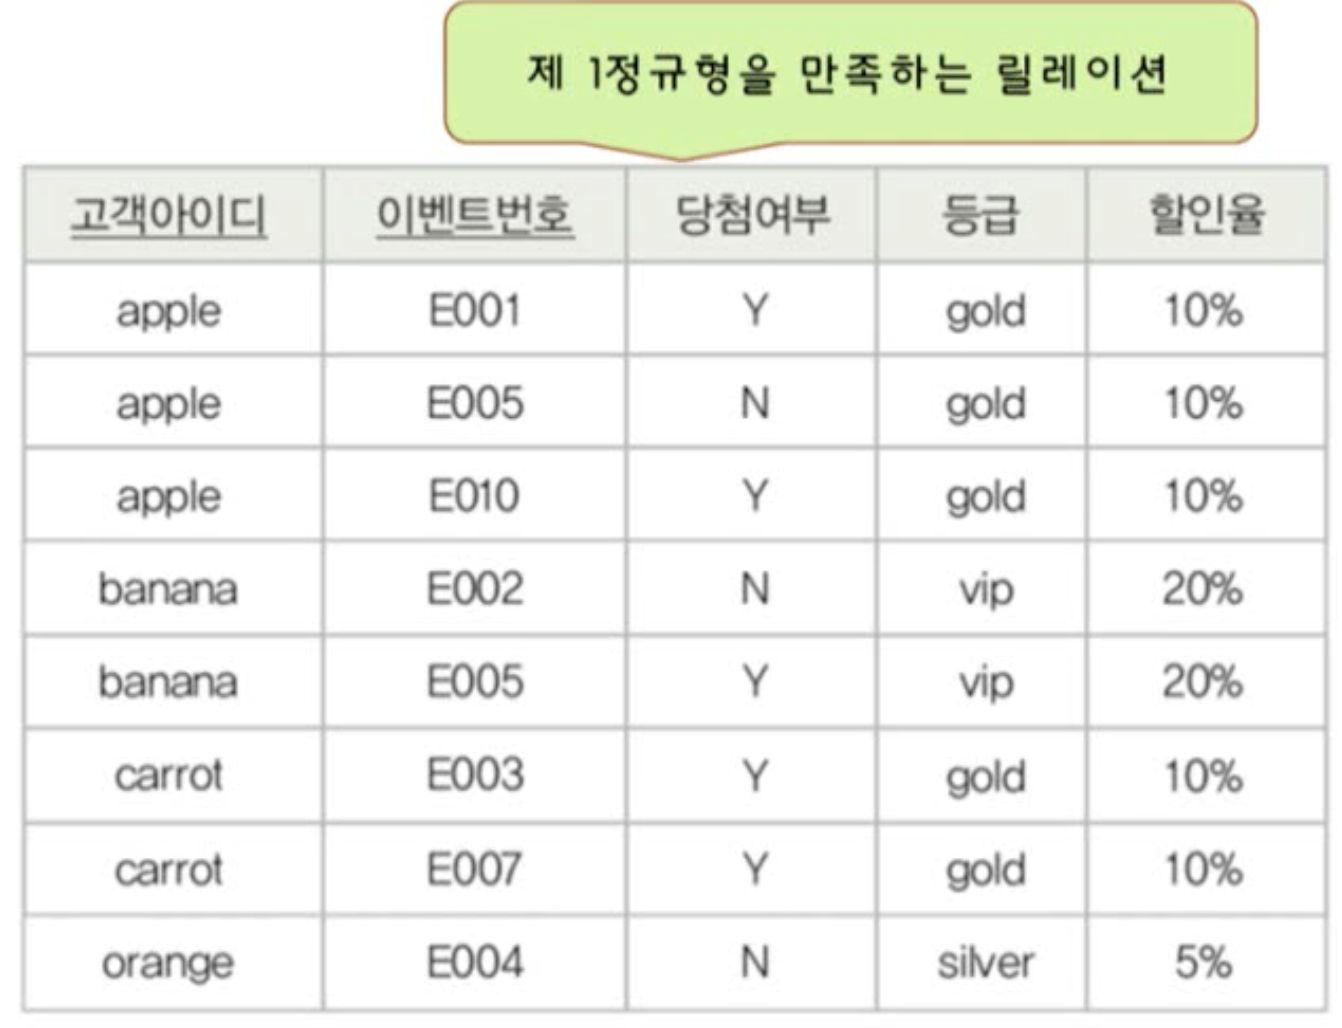 제 1정규형을 만족하는 릴레이션
고객아이디 이벤트번호 당첨여부 등급 할인율
apple E001 Y gold 10%
apple E005 N gold 10%
apple E010 Y gold 10%
banana E002 N vip 20%
banana E005 Y vip 20%
carrot E003 Y gold 10%
carrot E007 Y gold 10%
orange E004 N silver 5%